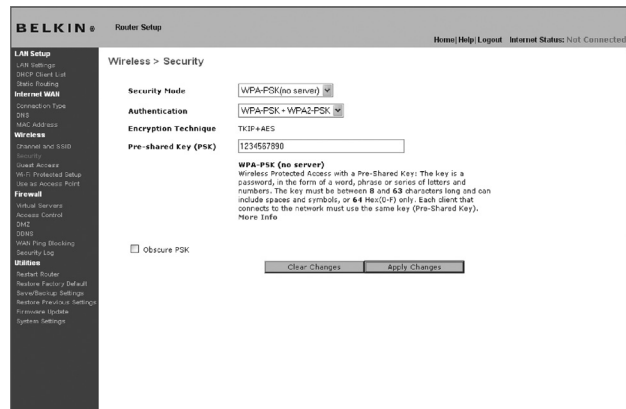 BELKIN®
Router Setup
Home|Help|Logout Internet Status: Not Connected
LAN Setup
LAN Settings
DHCP Client List
Static Routing
Internet WAN
Connection Type
DNS
MAC Address
Wireless
Channel and SSID
Security
Guest Access
Wi-Fi Protected Setup
Use as Access Point
Firewall
Virtual Servers
Access Control
DMZ
DDNS
WAN Ping Blocking
Security Log
Utilities
Restart Router
Restore Factory Default
Save/Backup Settings
Restore Previous Settings
Firmware Update
System Settings
Wireless > Security
Security Mode WPA-PSK(no server)
Authentication WPA-PSK + WPA2-PSK
Encryption Technique TKIP+AES
Pre-shared Key (PSK) 1234567890
WPA-PSK (no server)
Wireless Protected Access with a Pre-Shared Key: The key is a
password, in the form of a word, phrase or series of letters and
numbers. The key must be between 8 and 63 characters long and can
include spaces and symbols, or 64 Hex(0-F) only. Each client that
connects to the network must use the same key (Pre-Shared Key).
More Info
Obscure PSK
Clear Changes Apply Changes